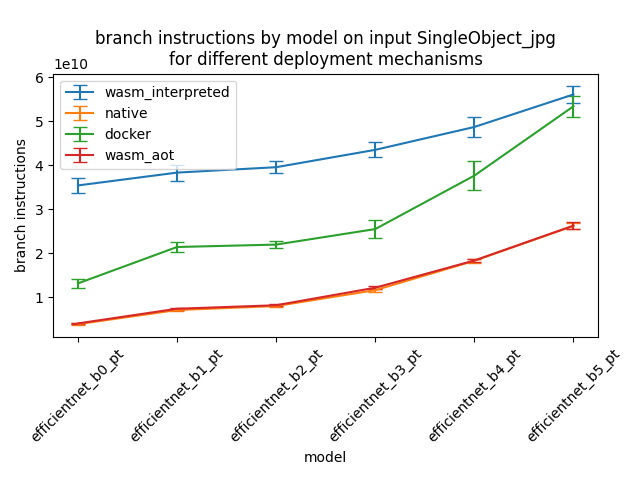 branch instructions by model on input SingleObject_jpg
for different deployment mechanisms
1e10
6
5
4
3
2
1
branch instructions
wasm_interpreted
native
docker
wasm_aot
efficientnet_b0_pt
efficientnet_b1_pt
efficientnet_b2_pt
efficientnet_b3_pt
efficientnet_b4_pt
efficientnet_b5_pt
model